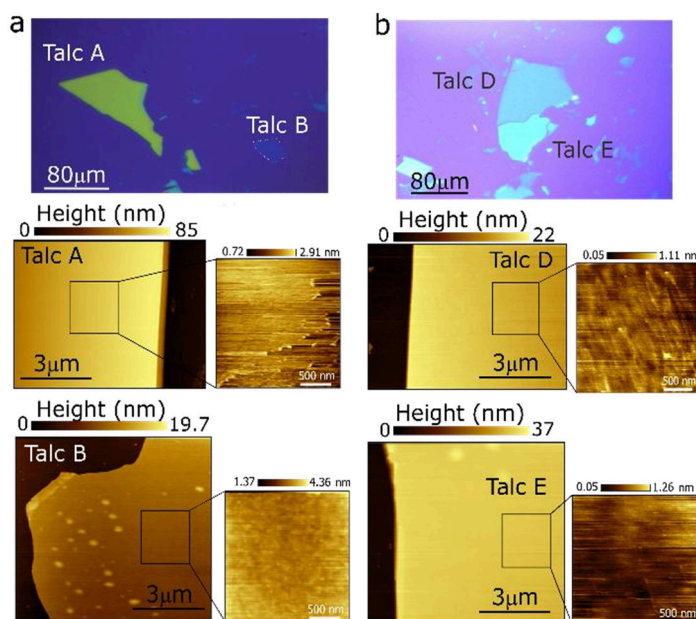 a
Talc A
Talc B
80μm
b
Talc D
Talc E
80μm
Height (nm)
0 85
Talc A
3μm
0.72 2.91 nm
500 nm
Height (nm)
0 22
Talc D
3μm
0.05 1.11 nm
500 nm
Height (nm)
0 19.7
Talc B
3μm
1.37 4.36 nm
500 nm
Height (nm)
0 37
Talc E
3μm
0.05 1.26 nm
500 nm